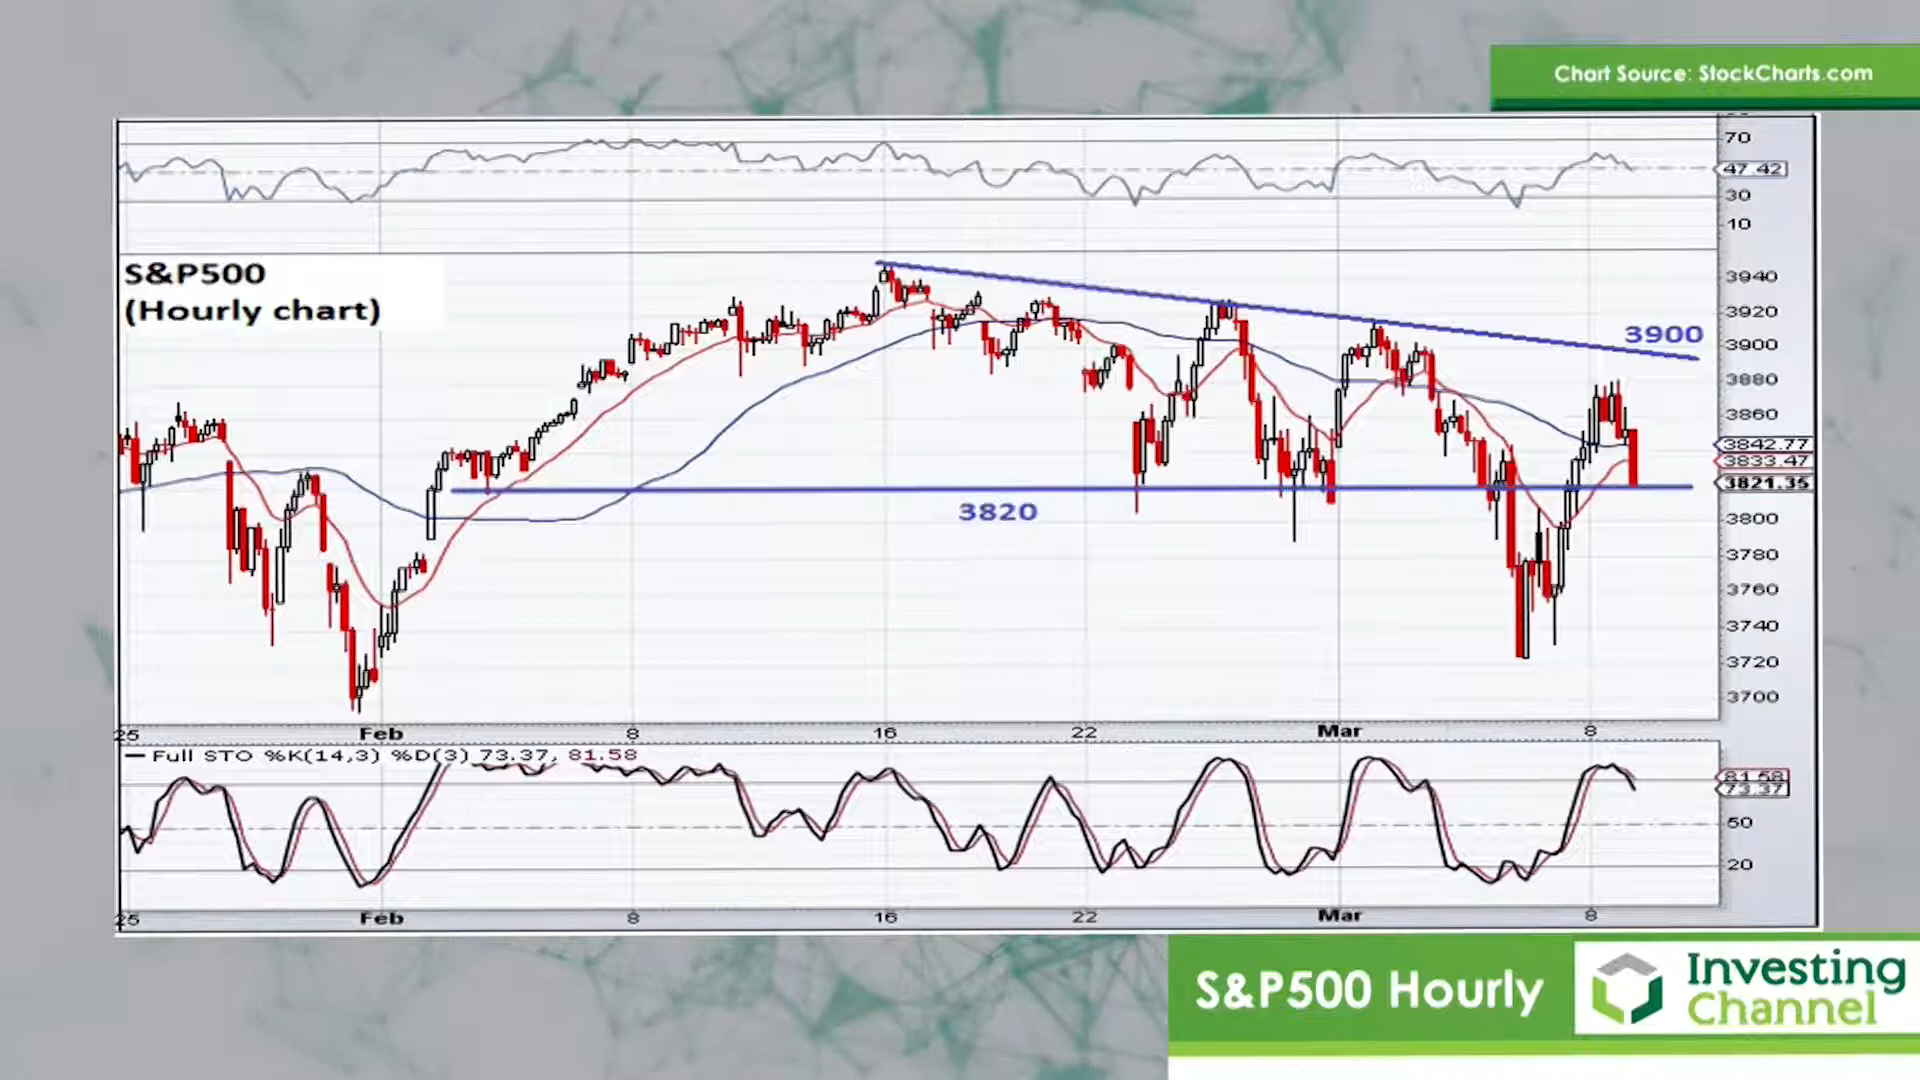 Chart Source: StockCharts.com
70
47.42
30
10
S&P500
(Hourly chart)
3940
3920
3900
3900
3880
3860
3842.77
3833.47
3821.35
3820
3800
3780
3760
3740
3720
3700
25 Feb 8 16 22 Mar 8
Full STO %K(14,3) %D(3) 73.37, 81.58
81.58
73.37
50
20
25 Feb 8 16 22 Mar 8
S&P500 Hourly
Investing
Channel